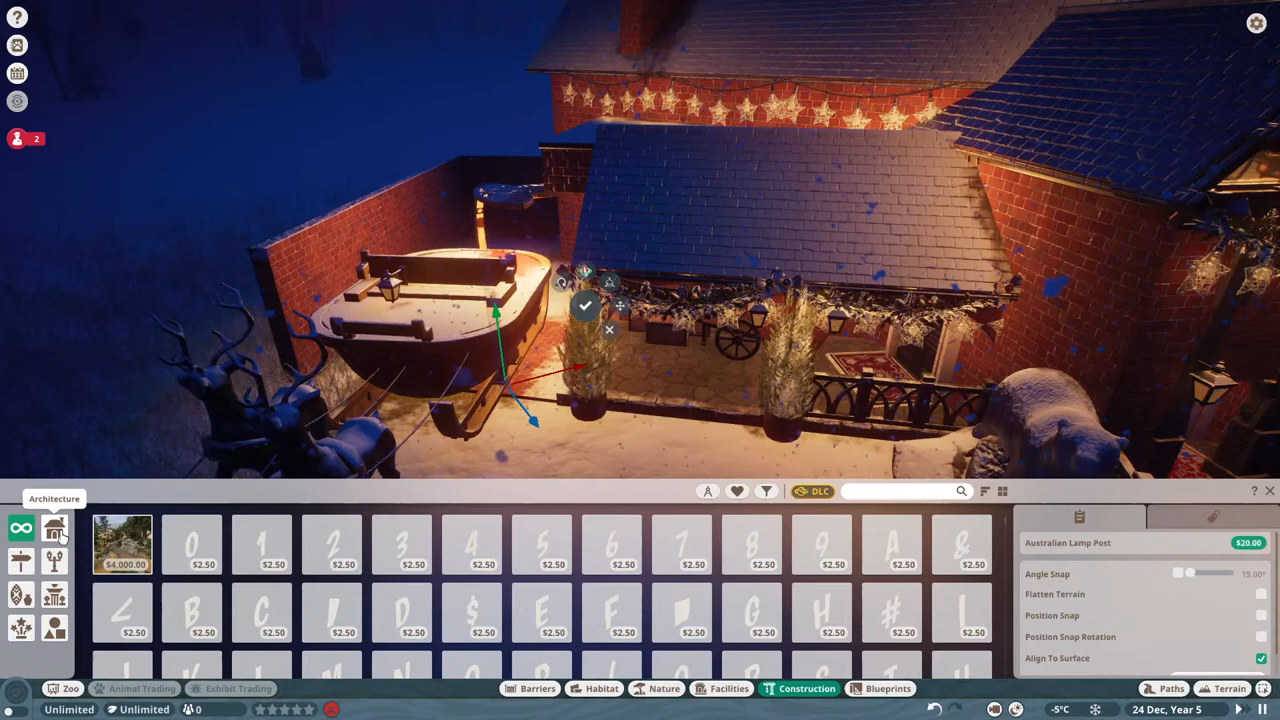 ?
2
Architecture
DLC
?
$4,000.00
0
$2.50
1
$2.50
2
$2.50
3
$2.50
4
$2.50
5
$2.50
6
$2.50
7
$2.50
8
$2.50
9
$2.50
A
$2.50
&
$2.50
$2.50
B
$2.50
C
$2.50
$2.50
D
$2.50
$
$2.50
E
$2.50
F
$2.50
$2.50
G
$2.50
H
$2.50
#
$2.50
$2.50
Australian Lamp Post
$20.00
Angle Snap
15.00°
Flatten Terrain
Position Snap
Position Snap Rotation
Align To Surface
Zoo
Animal Trading
Exhibit Trading
Barriers
Habitat
Nature
Facilities
Construction
Blueprints
Paths
Terrain
Unlimited
Unlimited
0
-5°C
24 Dec, Year 5